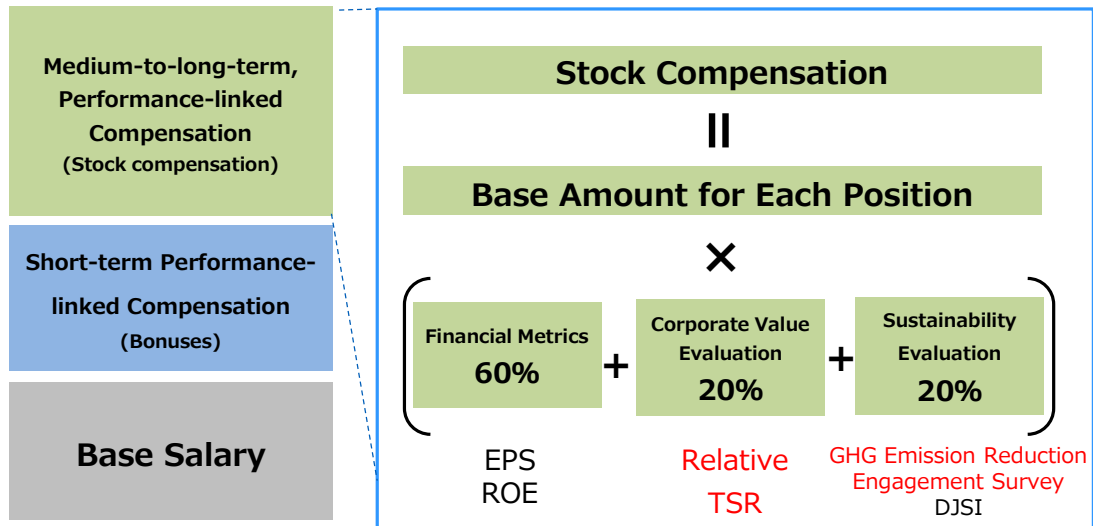 Medium-to-long-term,
Performance-linked
Compensation
(Stock compensation)
Short-term Performance-
linked Compensation
(Bonuses)
Base Salary
Stock Compensation
=
Base Amount for Each Position
×
Financial Metrics
60%
+
Corporate Value
Evaluation
20%
+
Sustainability
Evaluation
20%
EPS
ROE
Relative
TSR
GHG Emission Reduction
Engagement Survey
DJSI